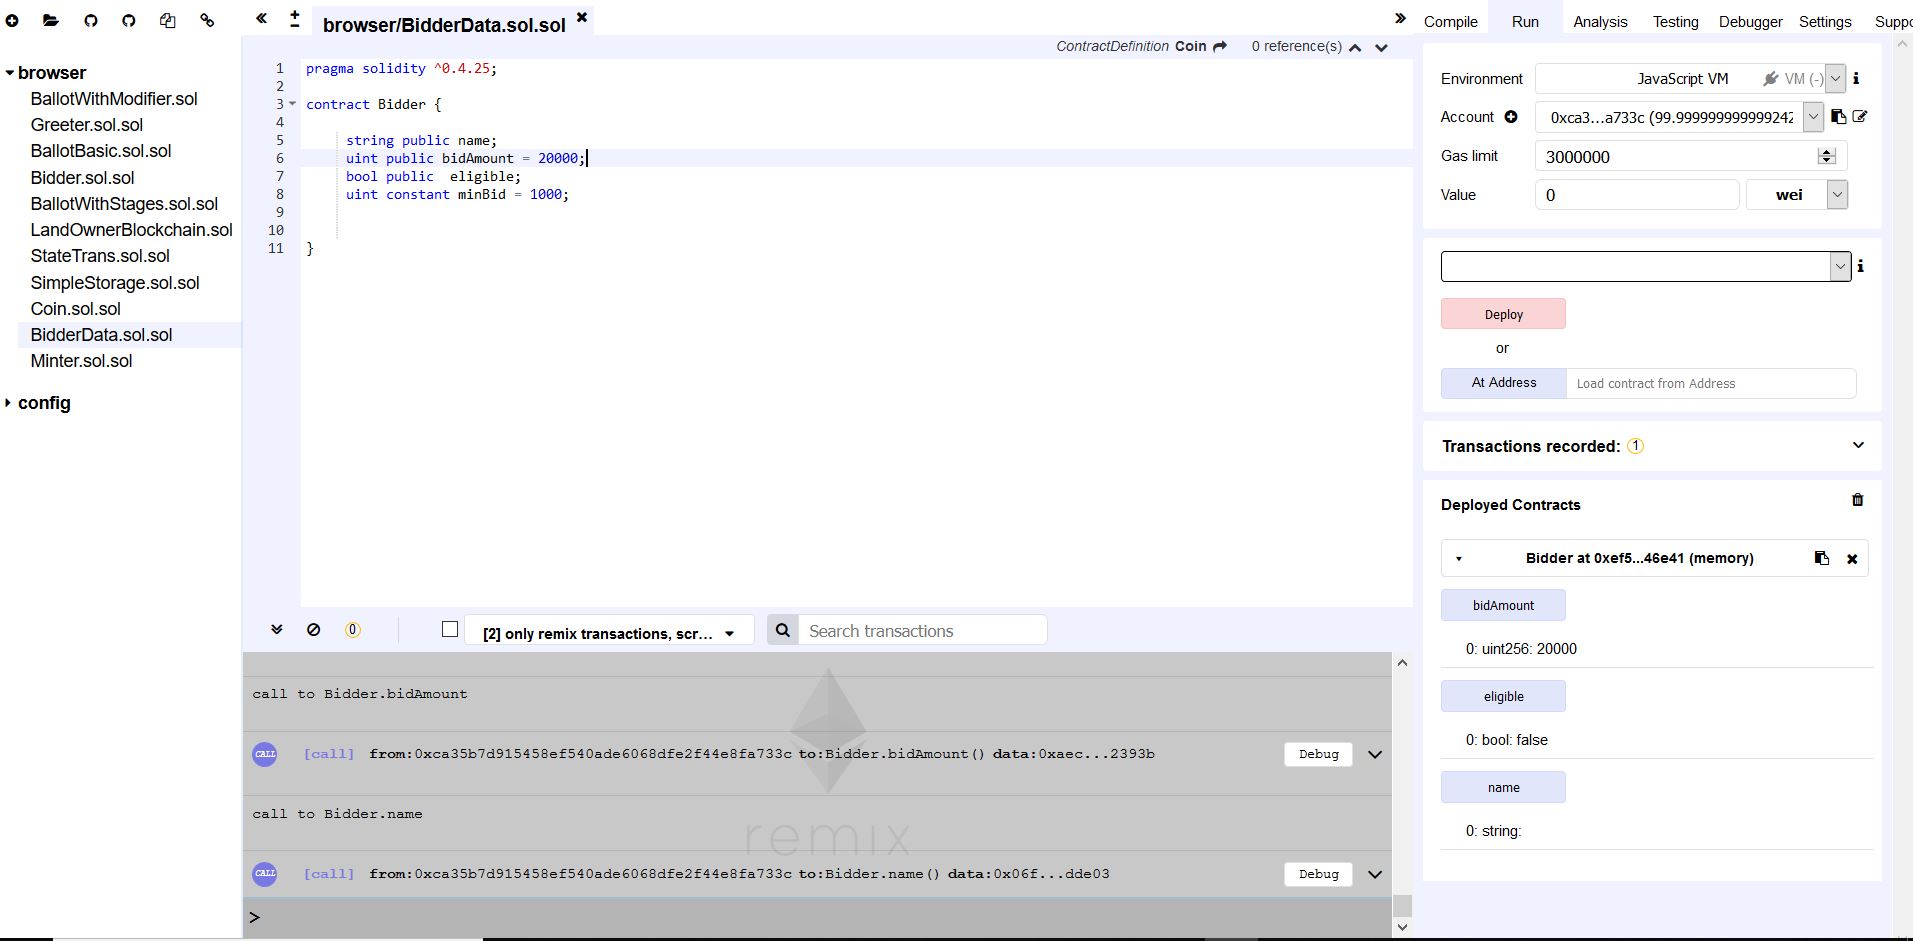 browser/BidderData.sol.sol
Compile Run Analysis Testing Debugger Settings Suppo
browser
BallotWithModifier.sol
Greeter.sol.sol
BallotBasic.sol.sol
Bidder.sol.sol
BallotWithStages.sol.sol
LandOwnerBlockchain.sol
StateTrans.sol.sol
SimpleStorage.sol.sol
Coin.sol.sol
BidderData.sol.sol
Minter.sol.sol
config
ContractDefinition Coin 0 reference(s)
1 pragma solidity ^0.4.25;
2
3 contract Bidder {
4
5 string public name;
6 uint public bidAmount = 20000;
7 bool public  eligible;
8 uint constant minBid = 1000;
9
10
11 }
0 [2] only remix transactions, scr... Search transactions
call to Bidder.bidAmount
CALL [call] from:0xca35b7d915458ef540ade6068dfe2f44e8fa733c to:Bidder.bidAmount() data:0xaec...2393b Debug
call to Bidder.name
remix
CALL [call] from:0xca35b7d915458ef540ade6068dfe2f44e8fa733c to:Bidder.name() data:0x06f...dde03 Debug
>
Environment JavaScript VM VM (-)
Account 0xca3...a733c (99.999999999999242
Gas limit 3000000
Value 0 wei
Deploy
or
At Address Load contract from Address
Transactions recorded: 1
Deployed Contracts
Bidder at 0xef5...46e41 (memory)
bidAmount
0: uint256: 20000
eligible
0: bool: false
name
0: string: